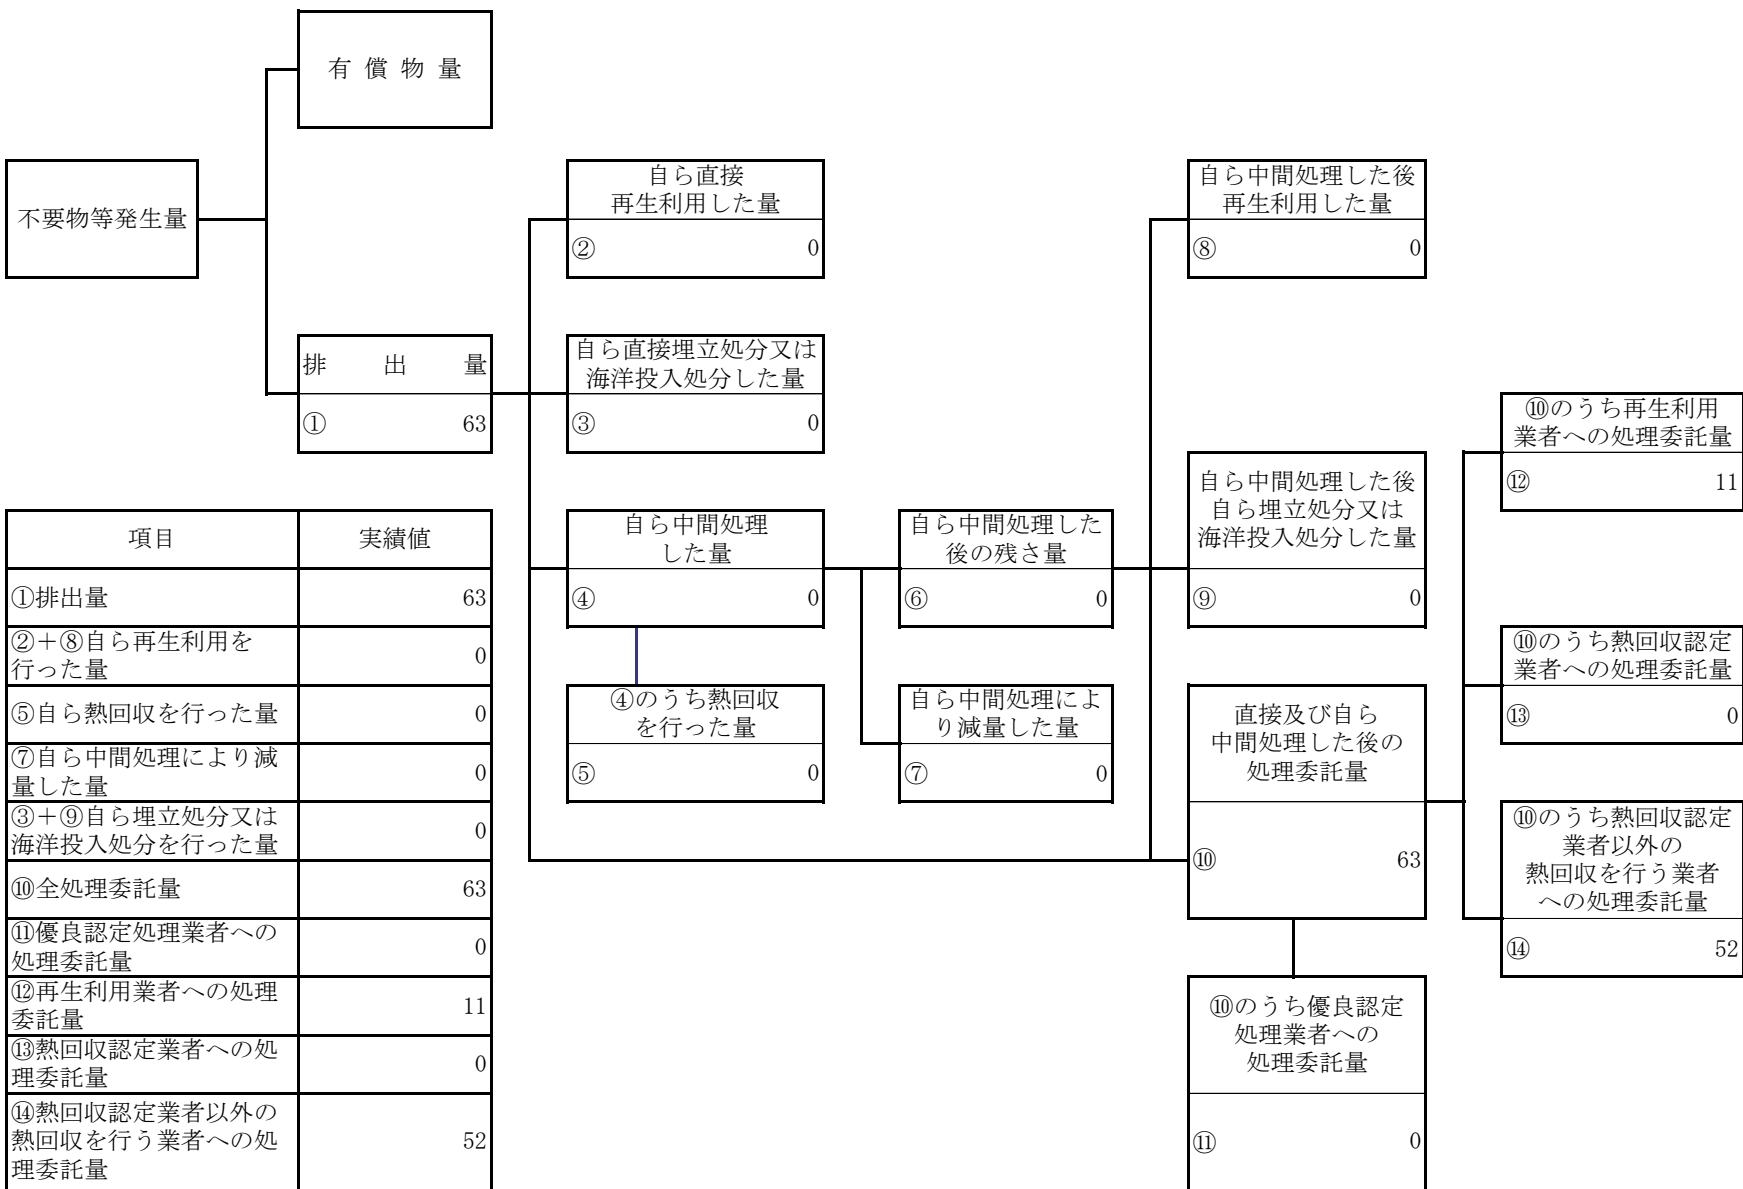 有償物量
不要物等発生量
自ら直接
再生利用した量
② 0
自ら中間処理した後
再生利用した量
⑧ 0
排出量
① 63
自ら直接埋立処分又は
海洋投入処分した量
③ 0
⑩のうち再生利用
業者への処理委託量
⑫ 11
自ら中間処理した後
自ら埋立処分又は
海洋投入処分した量
⑨ 0
自ら中間処理
した量
④ 0
自ら中間処理した
後の残さ量
⑥ 0
⑩のうち熱回収認定
業者への処理委託量
⑬ 0
④のうち熱回収
を行った量
⑤ 0
自ら中間処理によ
り減量した量
⑦ 0
直接及び自ら
中間処理した後の
処理委託量
⑩ 63
⑩のうち熱回収認定
業者以外の
熱回収を行う業者
への処理委託量
⑭ 52
⑩のうち優良認定
処理業者への
処理委託量
⑪ 0
項目 実績値
①排出量 63
②+⑧自ら再生利用を
行った量 0
⑤自ら熱回収を行った量 0
⑦自ら中間処理により減
量した量 0
③+⑨自ら埋立処分又は
海洋投入処分を行った量 0
⑩全処理委託量 63
⑪優良認定処理業者への
処理委託量 0
⑫再生利用業者への処理
委託量 11
⑬熱回収認定業者への処
理委託量 0
⑭熱回収認定業者以外の
熱回収を行う業者への処 52
理委託量